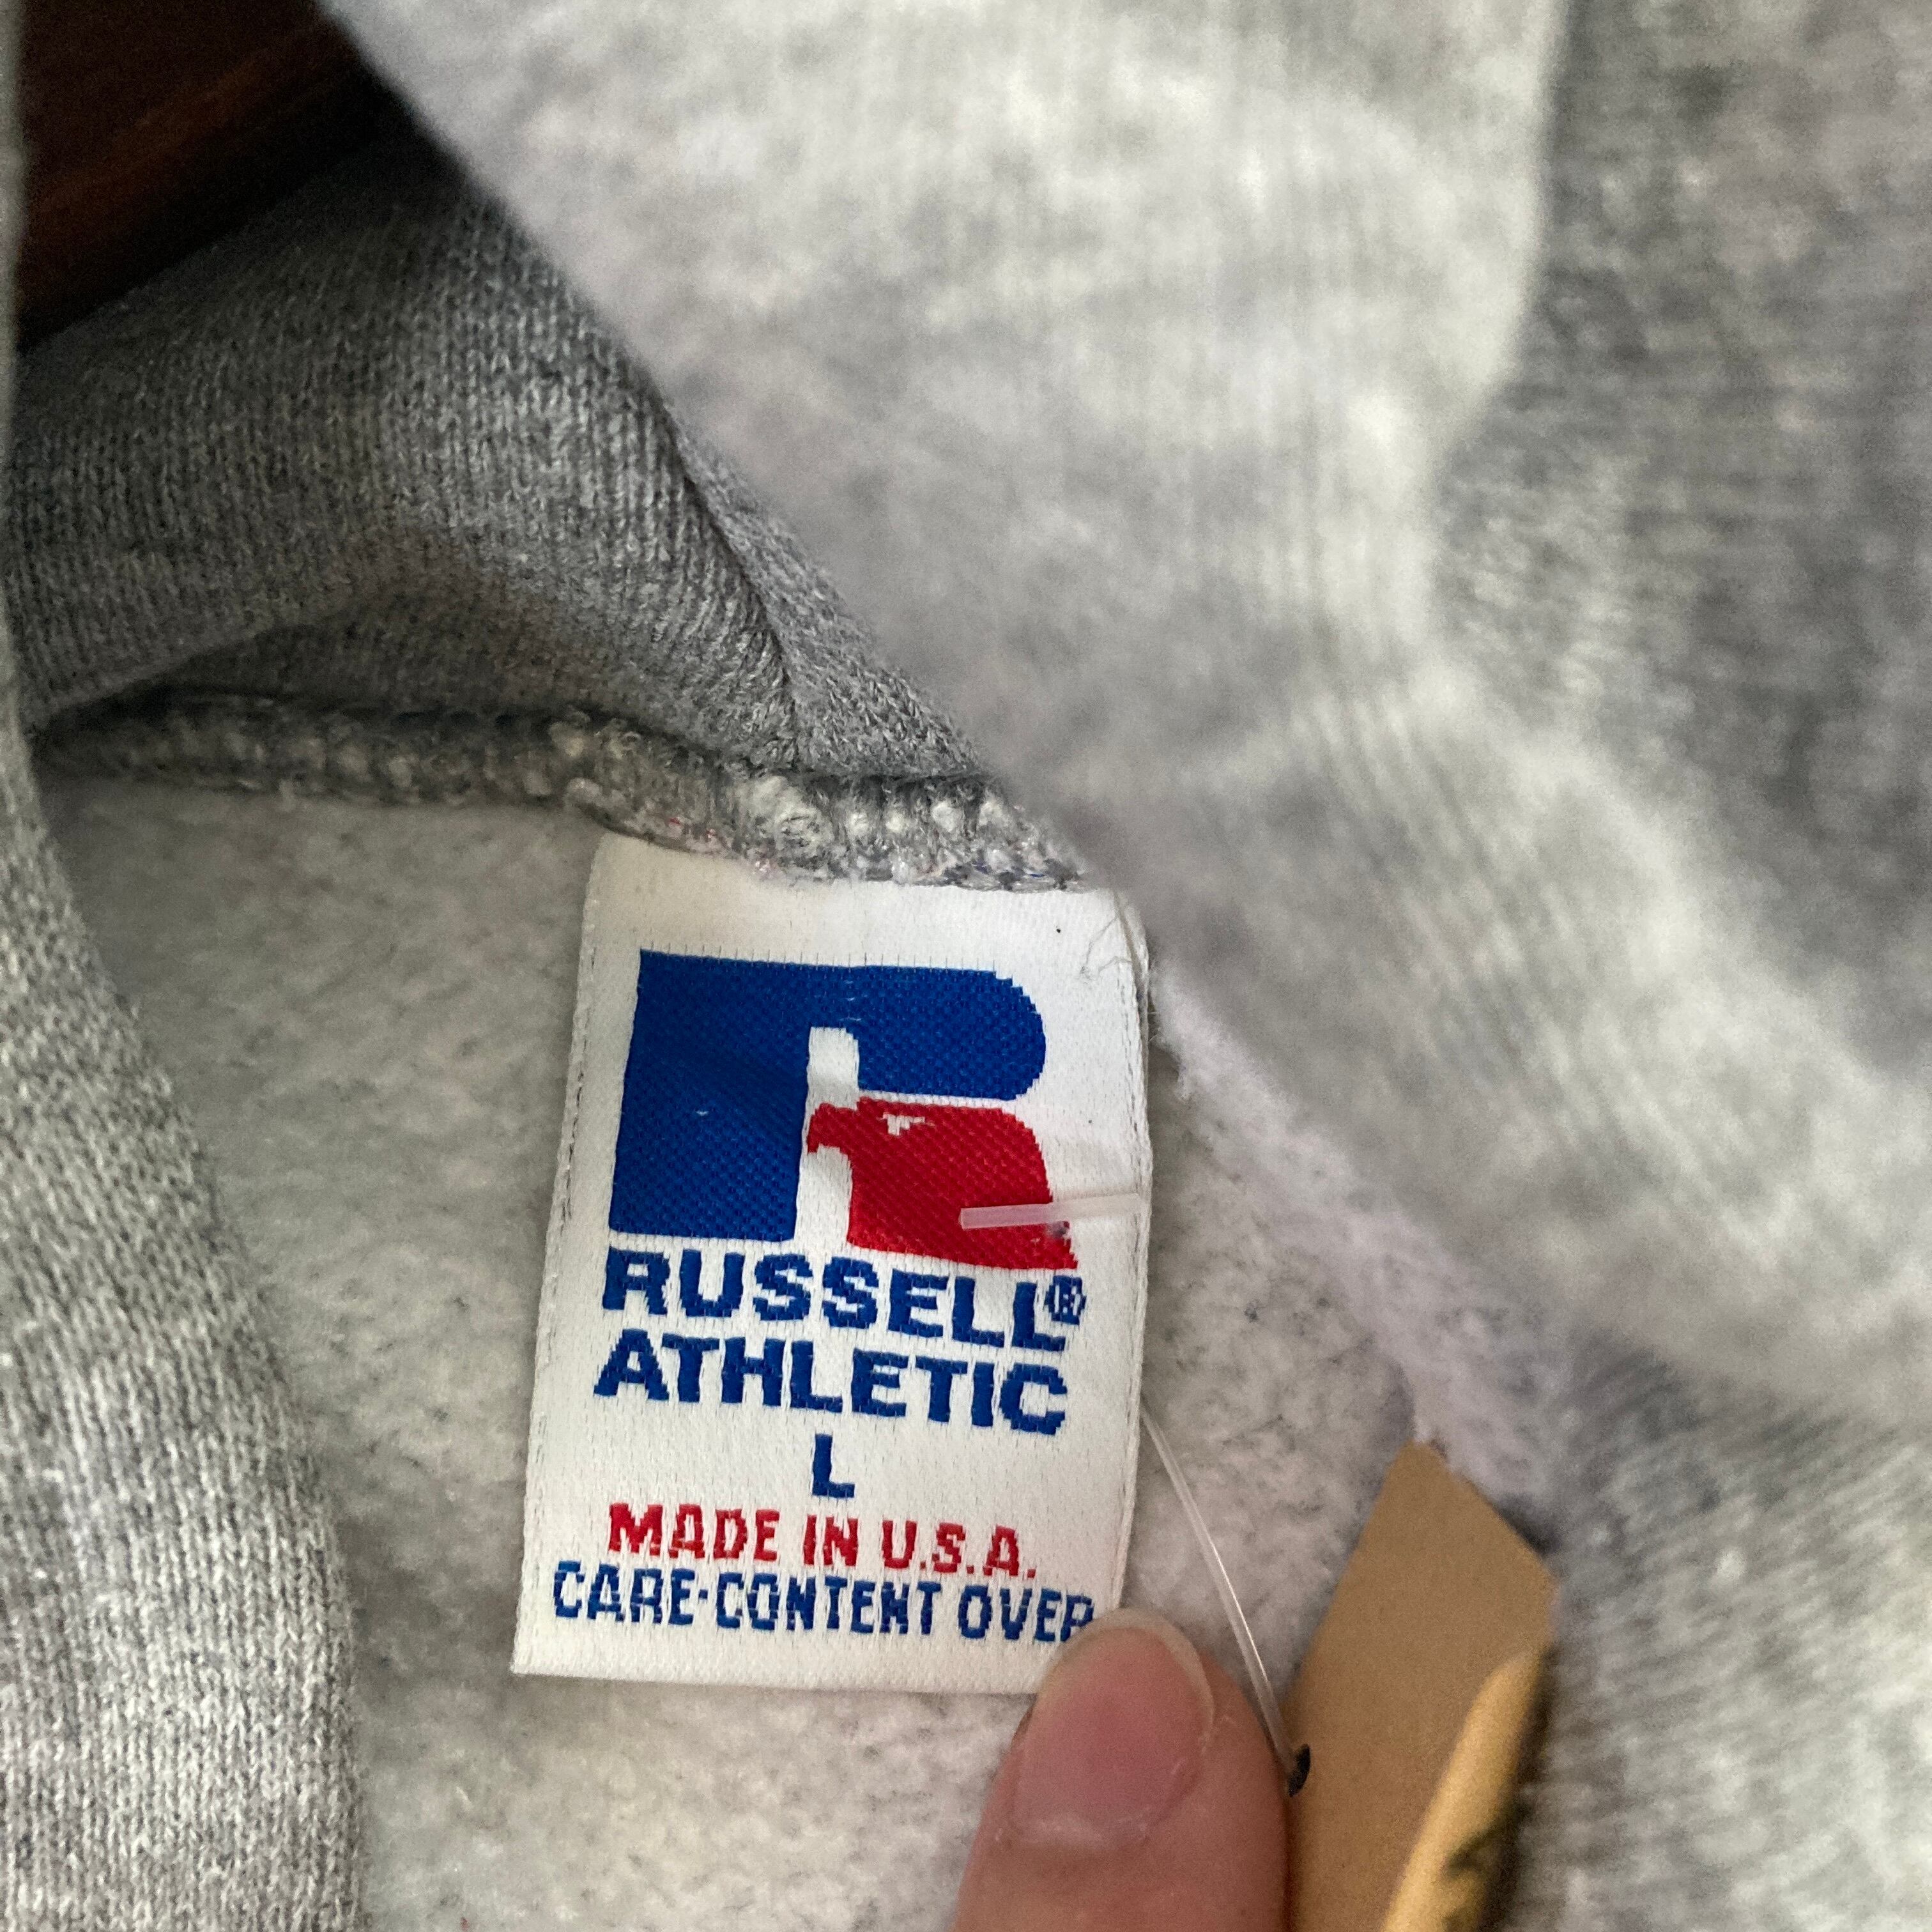 RUSSELL®
ATHLETIC
L
MADE IN U.S.A.
CARE·CONTENT OVER